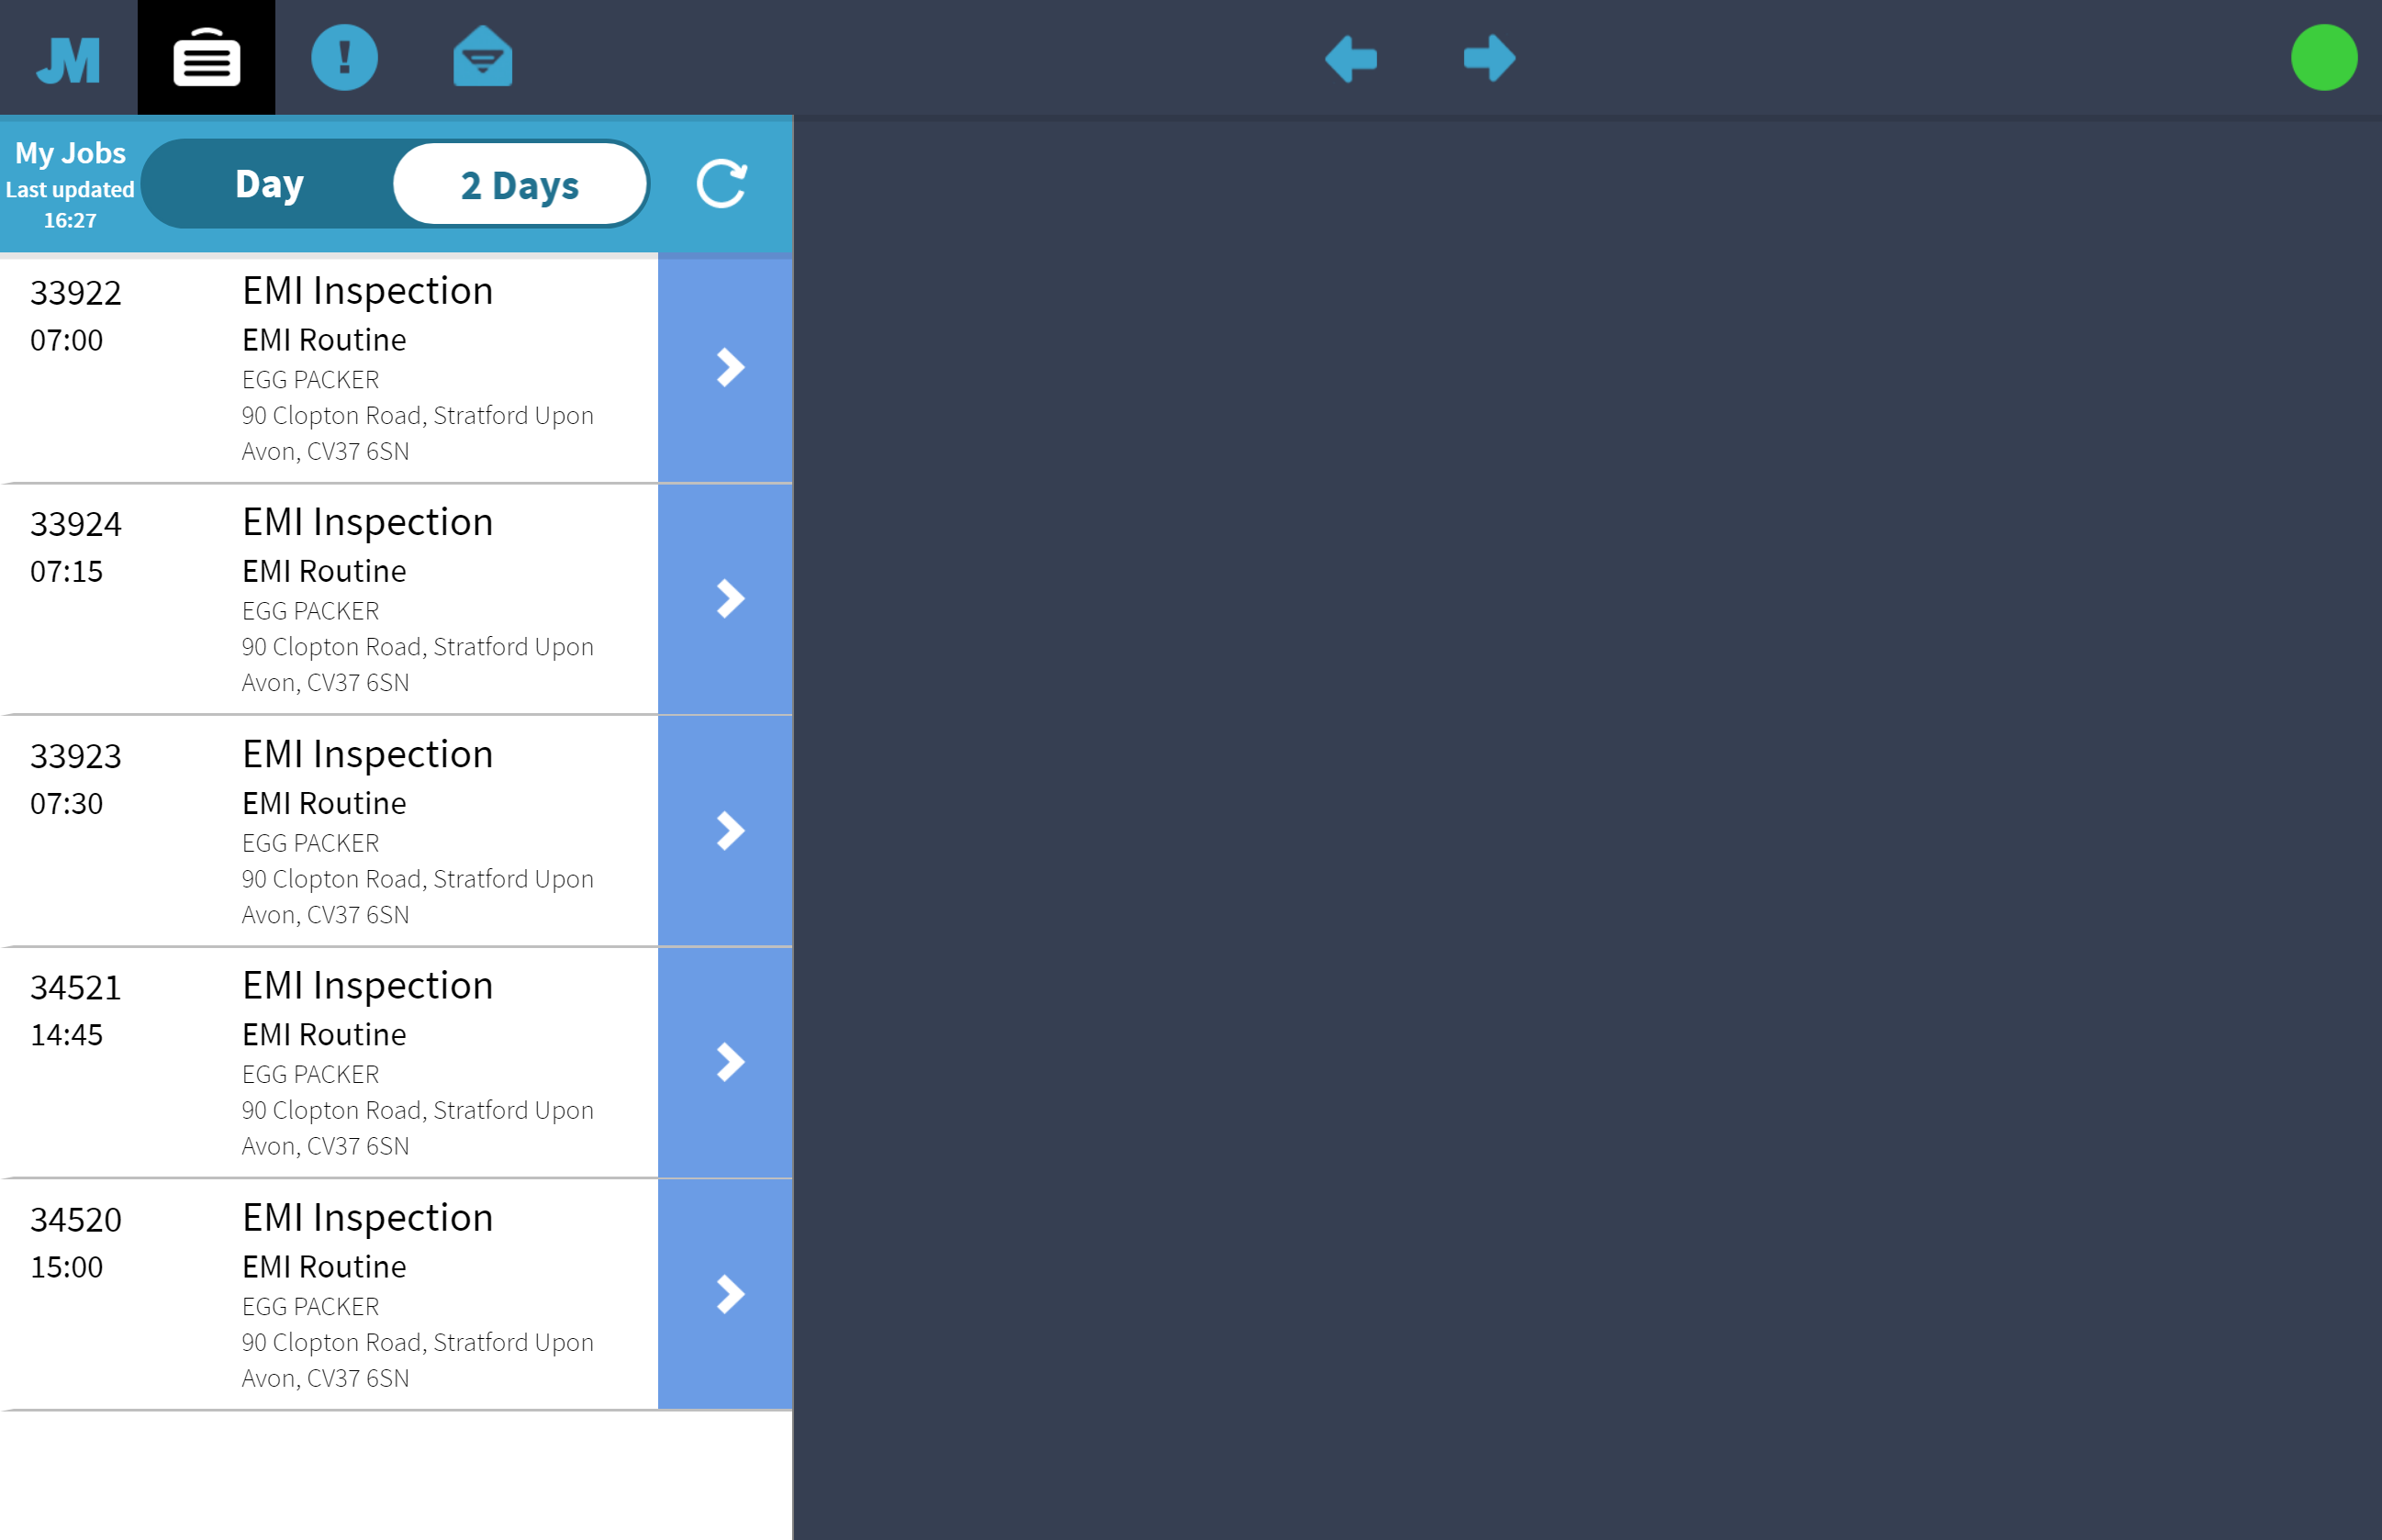 JM
My Jobs
Last updated
16:27
Day
2 Days
33922
07:00
EMI Inspection
EMI Routine
EGG PACKER
90 Clopton Road, Stratford Upon
Avon, CV37 6SN
33924
07:15
EMI Inspection
EMI Routine
EGG PACKER
90 Clopton Road, Stratford Upon
Avon, CV37 6SN
33923
07:30
EMI Inspection
EMI Routine
EGG PACKER
90 Clopton Road, Stratford Upon
Avon, CV37 6SN
34521
14:45
EMI Inspection
EMI Routine
EGG PACKER
90 Clopton Road, Stratford Upon
Avon, CV37 6SN
34520
15:00
EMI Inspection
EMI Routine
EGG PACKER
90 Clopton Road, Stratford Upon
Avon, CV37 6SN